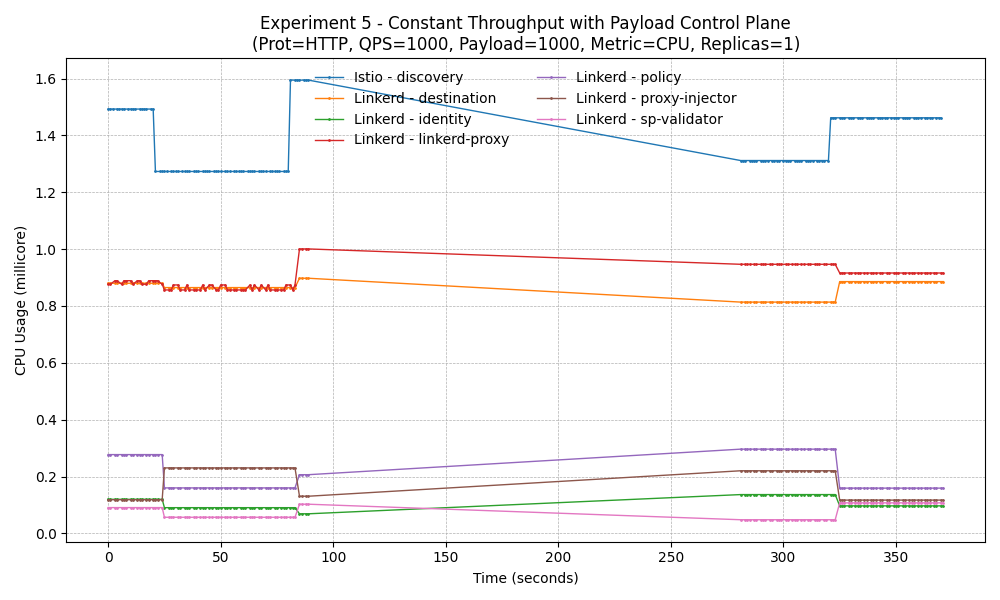 Experiment 5 - Constant Throughput with Payload Control Plane
(Prot=HTTP, QPS=1000, Payload=1000, Metric=CPU, Replicas=1)
Istio - discovery
Linkerd - destination
Linkerd - identity
Linkerd - linkerd-proxy
Linkerd - policy
Linkerd - proxy-injector
Linkerd - sp-validator
CPU Usage (millicore)
1.6
1.4
1.2
1.0
0.8
0.6
0.4
0.2
0.0
0
50
100
150
200
250
300
350
Time (seconds)